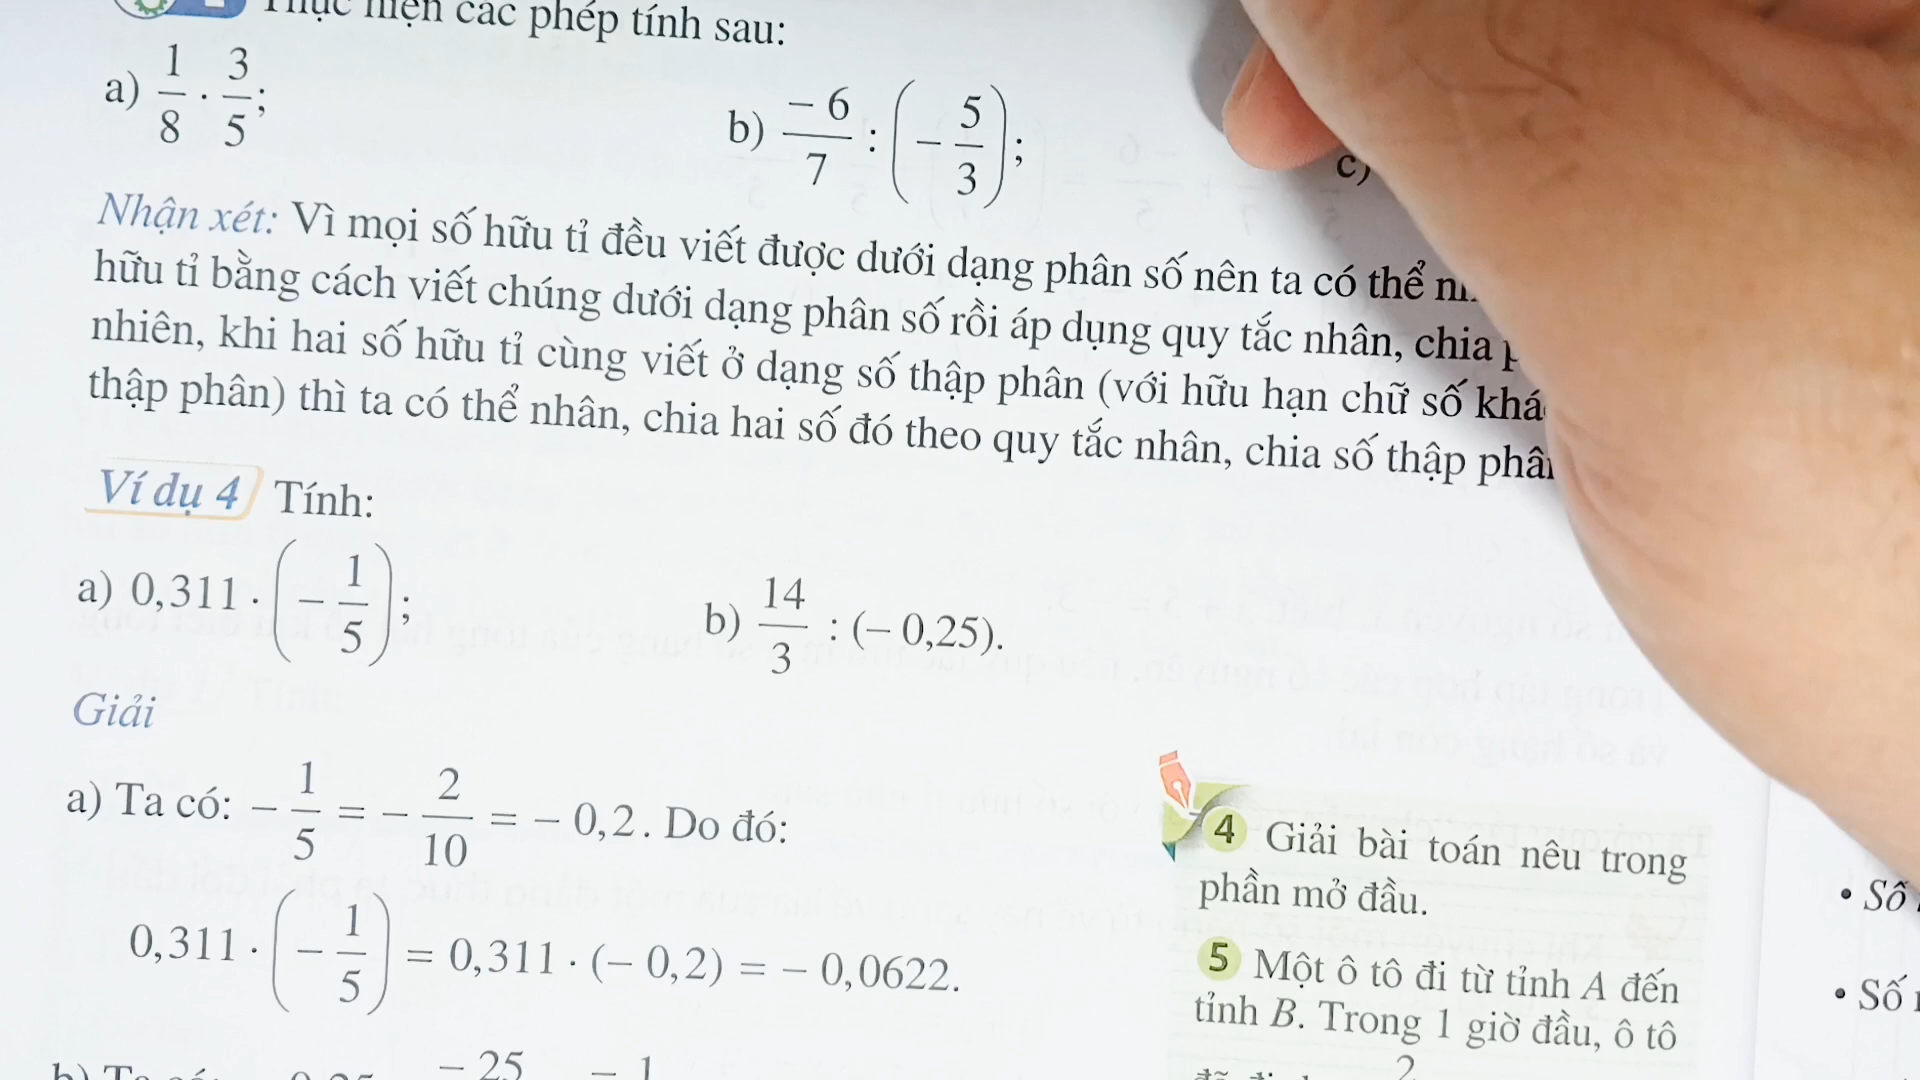 Thực hiện các phép tính sau:
a) 1/8 · 3/5;
b) −6/7 : (−5/3);
c)
Nhận xét: Vì mọi số hữu tỉ đều viết được dưới dạng phân số nên ta có thể
hữu tỉ bằng cách viết chúng dưới dạng phân số rồi áp dụng quy tắc nhân, chia
nhiên, khi hai số hữu tỉ cùng viết ở dạng số thập phân (với hữu hạn chữ số
thập phân) thì ta có thể nhân, chia hai số đó theo quy tắc nhân, chia số thập
Ví dụ 4 Tính:
a) 0,311 · (−1/5);
b) 14/3 : (− 0,25).
Giải
a) Ta có: −1/5 = −2/10 = − 0,2. Do đó:
0,311 · (−1/5) = 0,311 · (− 0,2) = − 0,0622.
− 25 − 1
4 Giải bài toán nêu trong
phần mở đầu.
5 Một ô tô đi từ tỉnh A đến
tỉnh B. Trong 1 giờ đầu, ô tô
• Số
• Số